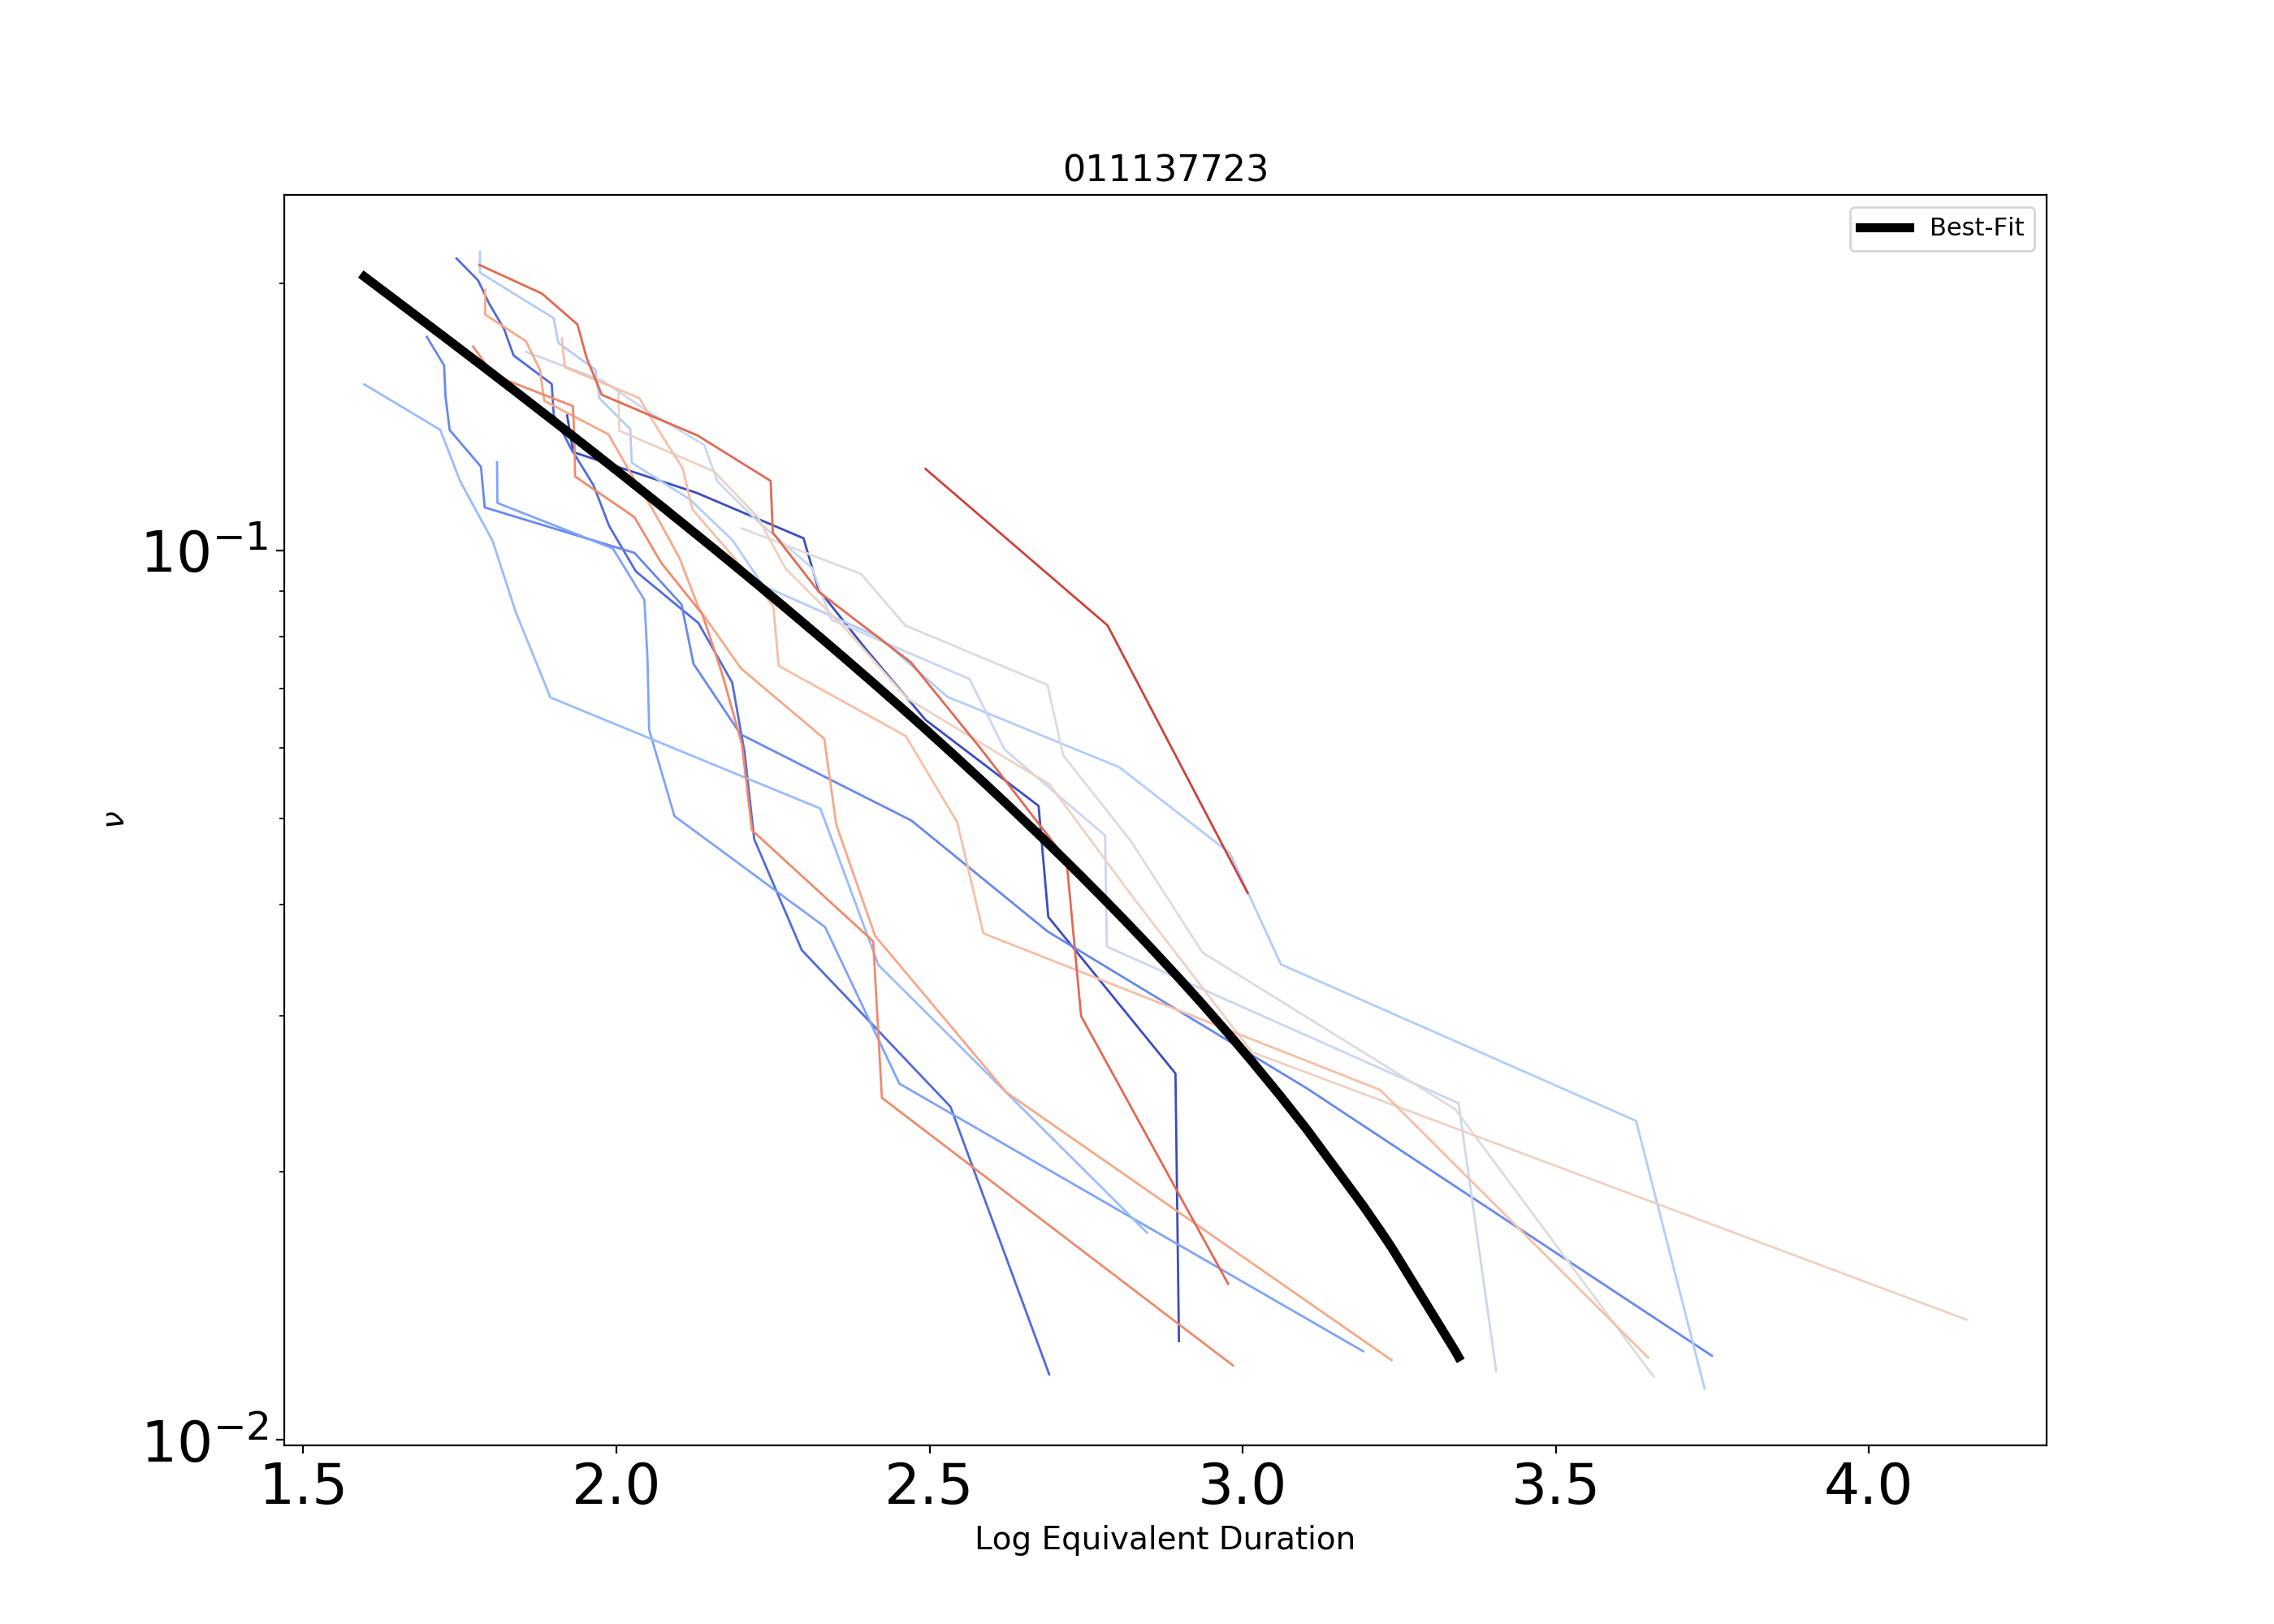 011137723
Best-Fit
10⁻¹
ν
10⁻²
1.5 2.0 2.5 3.0 3.5 4.0
Log Equivalent Duration